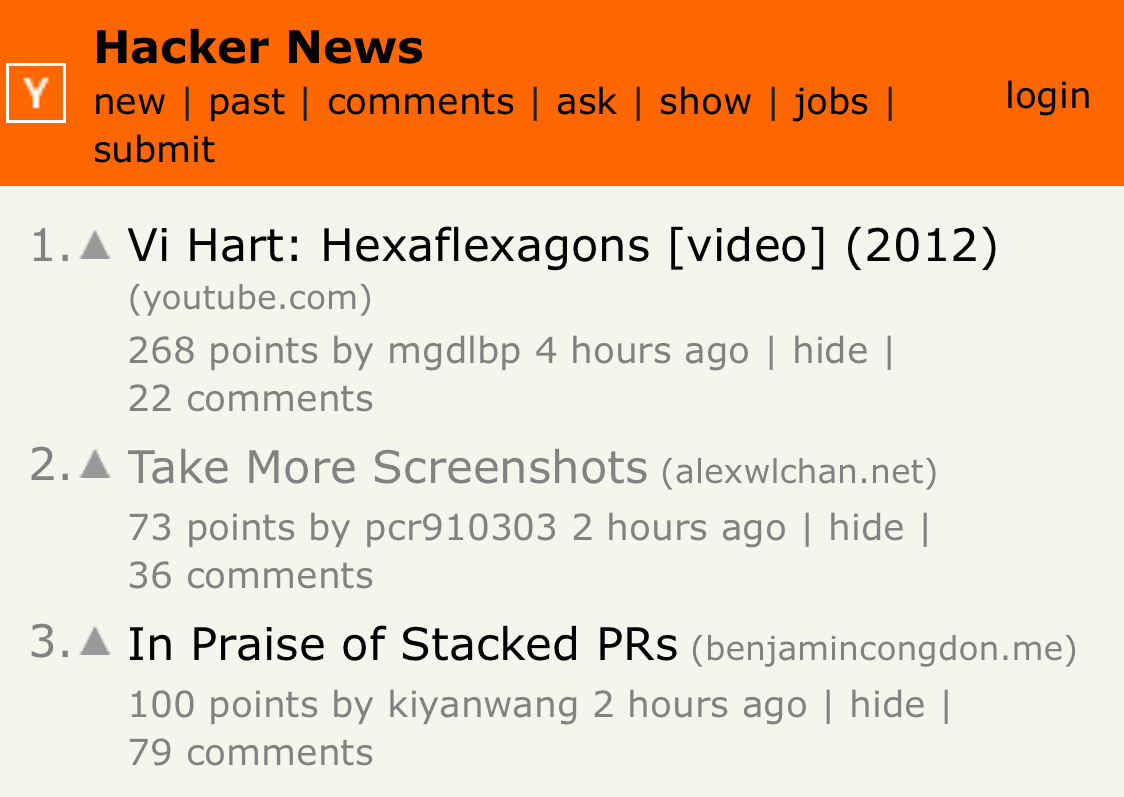 Hacker News
Y
new | past | comments | ask | show | jobs |
submit
login
1. ▲ Vi Hart: Hexaflexagons [video] (2012)
(youtube.com)
268 points by mgdlbp 4 hours ago | hide |
22 comments
2. ▲ Take More Screenshots (alexwlchan.net)
73 points by pcr910303 2 hours ago | hide |
36 comments
3. ▲ In Praise of Stacked PRs (benjamincongdon.me)
100 points by kiyanwang 2 hours ago | hide |
79 comments